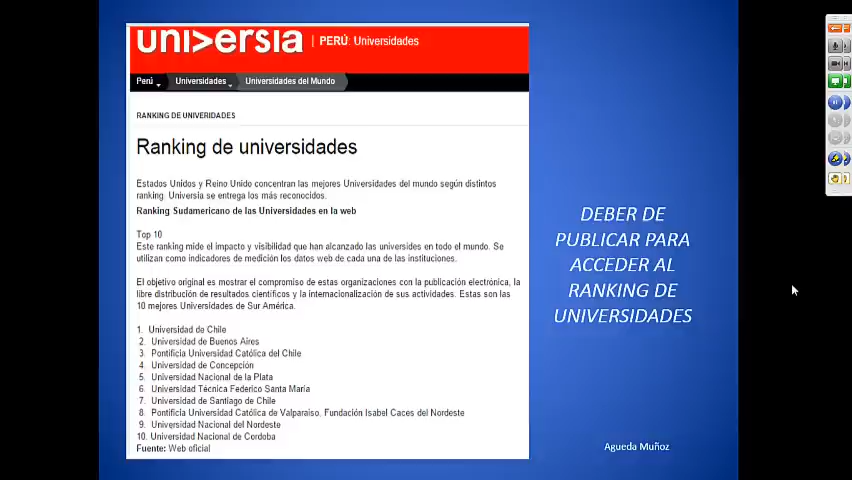 uni>ersia | PERÚ: Universidades
Perú Universidades Universidades del Mundo
RANKING DE UNIVERIDADES
Ranking de universidades
Estados Unidos y Reino Unido concentran las mejores Universidades del mundo según distintos
ranking. Universia se entrega los más reconocidos.
Ranking Sudamericano de las Universidades en la web
Top 10
Este ranking mide el impacto y visibilidad que han alcanzado las universides en todo el mundo. Se
utilizan como indicadores de medición los datos web de cada una de las instituciones.
El objetivo original es mostrar el compromiso de estas organizaciones con la publicación electrónica, la
libre distribución de resultados científicos y la internacionalización de sus actividades. Estas son las
10 mejores Universidades de Sur América.
1. Universidad de Chile
2. Universidad de Buenos Aires
3. Pontificia Universidad Católica del Chile
4. Universidad de Concepción
5. Universidad Nacional de la Plata
6. Universidad Técnica Federico Santa María
7. Universidad de Santiago de Chile
8. Pontificia Universidad Católica de Valparaiso, Fundación Isabel Caces del Nordeste
9. Universidad Nacional del Nordeste
10. Universidad Nacional de Cordoba
Fuente: Web oficial
DEBER DE
PUBLICAR PARA
ACCEDER AL
RANKING DE
UNIVERSIDADES
Agueda Muñoz